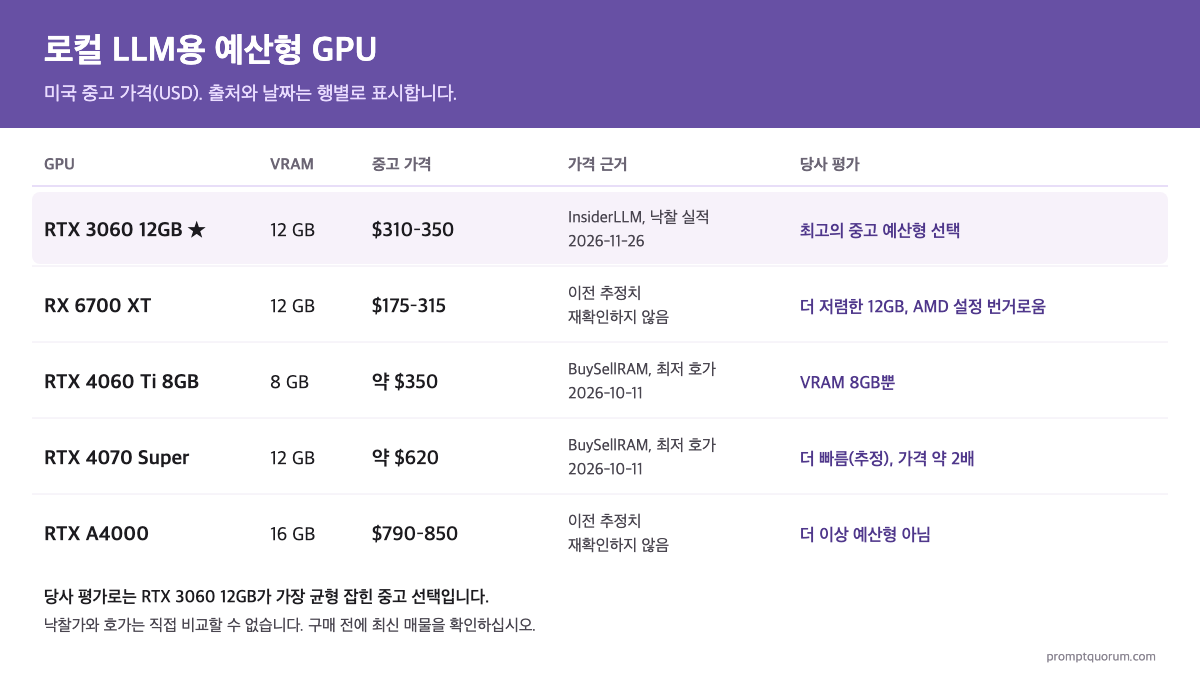 로컬 LLM용 예산형 GPU
미국 중고 가격(USD). 출처와 날짜는 행별로 표시합니다.
GPU VRAM 중고 가격 가격 근거 당사 평가
RTX 3060 12GB ★ 12 GB $310-350 InsiderLLM, 낙찰 실적 최고의 중고 예산형 선택
2026-11-26
RX 6700 XT 12 GB $175-315 이전 추정치 더 저렴한 12GB, AMD 설정 번거로움
재확인하지 않음
RTX 4060 Ti 8GB 8 GB 약 $350 BuySellRAM, 최저 호가 VRAM 8GB뿐
2026-10-11
RTX 4070 Super 12 GB 약 $620 BuySellRAM, 최저 호가 더 빠름(추정), 가격 약 2배
2026-10-11
RTX A4000 16 GB $790-850 이전 추정치 더 이상 예산형 아님
재확인하지 않음
당사 평가로는 RTX 3060 12GB가 가장 균형 잡힌 중고 선택입니다.
낙찰가와 호가는 직접 비교할 수 없습니다. 구매 전에 최신 매물을 확인하십시오.
promptquorum.com